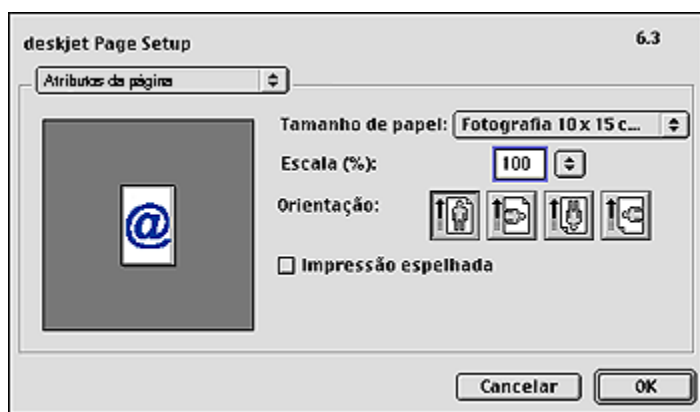 deskjet Page Setup
6.3
Atributos da página
Tamanho de papel: Fotografia 10 x 15 c...
Escala (%): 100
Orientação:
@
Impressão espelhada
Cancelar OK